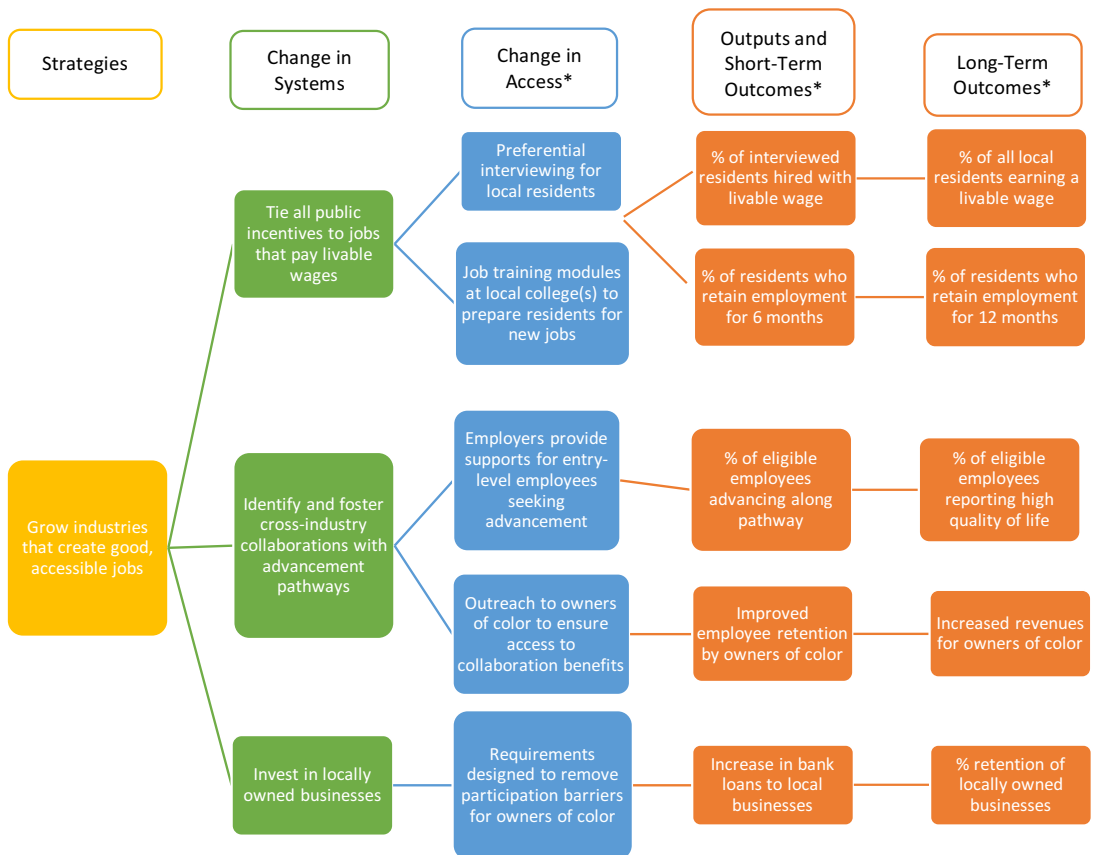 Strategies
Change in
Systems
Change in
Access*
Outputs and
Short-Term
Outcomes*
Long-Term
Outcomes*
Grow industries
that create good,
accessible jobs
Tie all public
incentives to jobs
that pay livable
wages
Preferential
interviewing for
local residents
Job training modules
at local college(s) to
prepare residents for
new jobs
% of interviewed
residents hired with
livable wage
% of all local
residents earning a
livable wage
% of residents who
retain employment
for 6 months
% of residents who
retain employment
for 12 months
Identify and foster
cross-industry
collaborations with
advancement
pathways
Employers provide
supports for entry-
level employees
seeking
advancement
% of eligible
employees
advancing along
pathway
% of eligible
employees
reporting high
quality of life
Outreach to owners
of color to ensure
access to
collaboration benefits
Improved
employee retention
by owners of color
Increased revenues
for owners of color
Invest in locally
owned businesses
Requirements
designed to remove
participation barriers
for owners of color
Increase in bank
loans to local
businesses
% retention of
locally owned
businesses